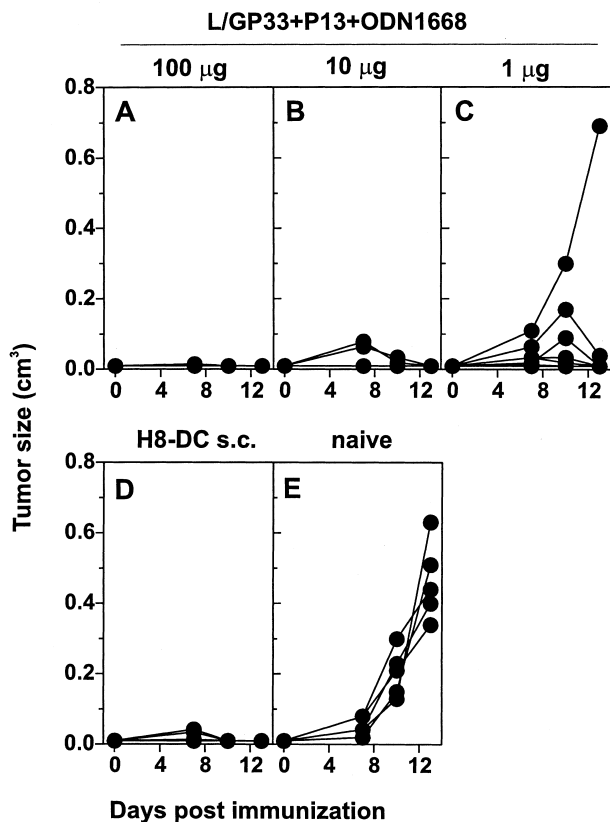 L/GP33+P13+ODN1668
100 µg 10 µg 1 µg
0.8 A B C
0.6
0.4
0.2
0.0
0 4 8 12 0 4 8 12 0 4 8 12
Tumor size (cm³)
H8-DC s.c. naive
0.8 D E
0.6
0.4
0.2
0.0
0 4 8 12 0 4 8 12
Days post immunization